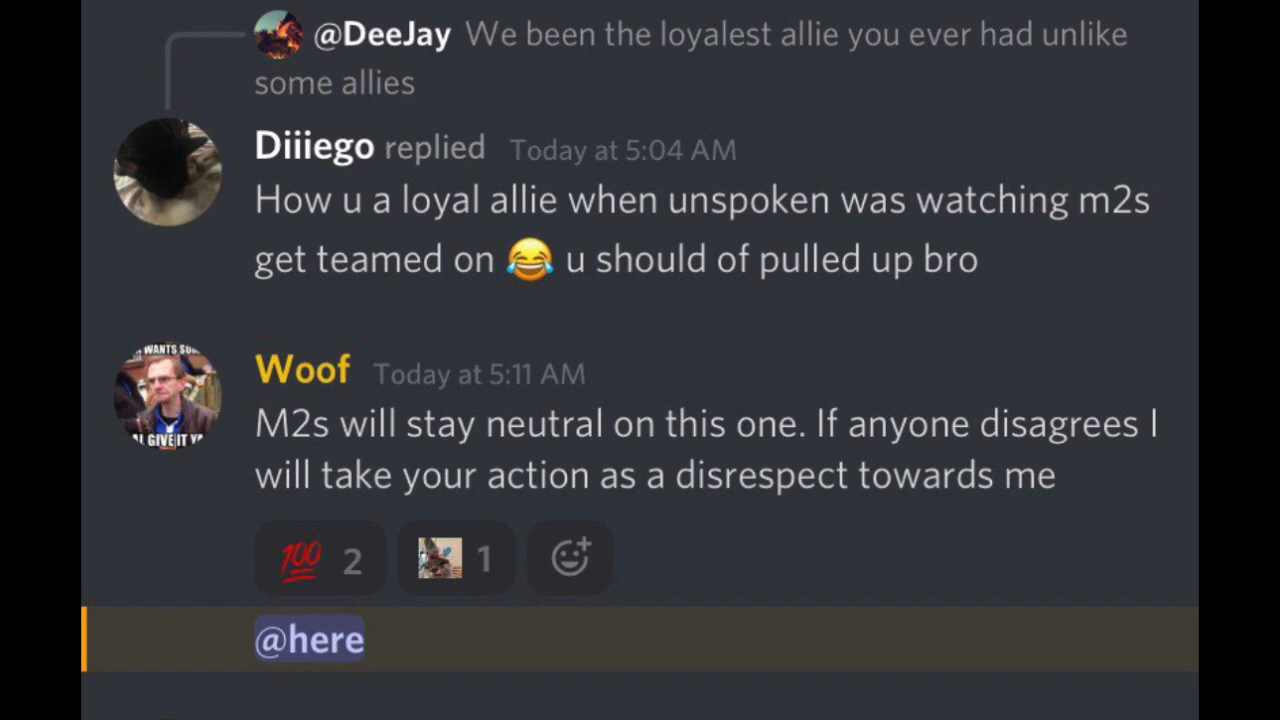 @DeeJay We been the loyalest allie you ever had unlike
some allies
Diiiego replied Today at 5:04 AM
How u a loyal allie when unspoken was watching m2s
get teamed on 😂 u should of pulled up bro
WANTS
Woof Today at 5:11 AM
GIVE IT
M2s will stay neutral on this one. If anyone disagrees I
will take your action as a disrespect towards me
💯 2 1
@here